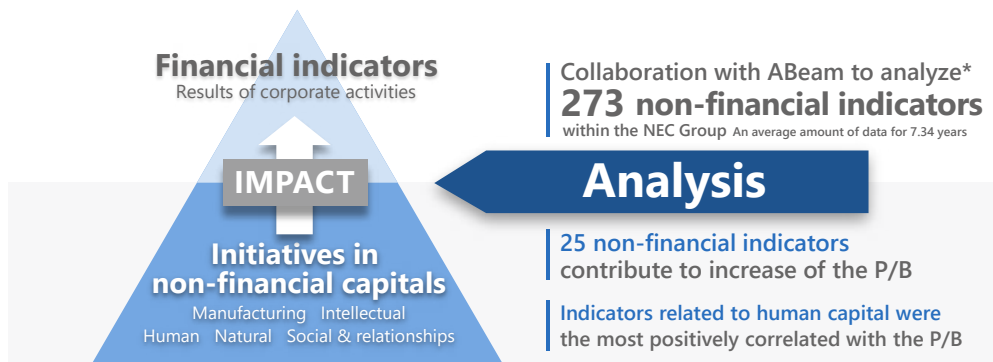 Financial indicators
Results of corporate activities
IMPACT
Initiatives in
non-financial capitals
Manufacturing Intellectual
Human Natural Social & relationships
Collaboration with ABeam to analyze*
273 non-financial indicators
within the NEC Group An average amount of data for 7.34 years
Analysis
25 non-financial indicators
contribute to increase of the P/B
Indicators related to human capital were
the most positively correlated with the P/B